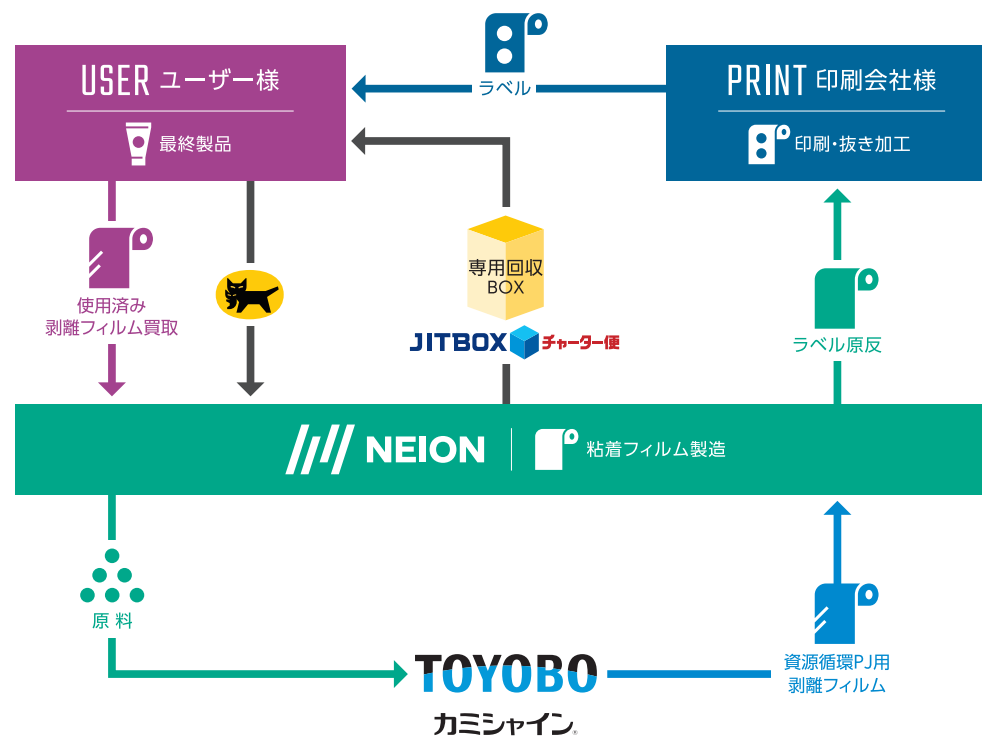 USER ユーザー様
最終製品
ラベル
PRINT 印刷会社様
印刷・抜き加工
使用済み
剥離フィルム買取
専用回収
BOX
JITBOX チャーター便
ラベル原反
NEION
粘着フィルム製造
原料
TOYOBO
カミシャイン®
資源循環PJ用
剥離フィルム